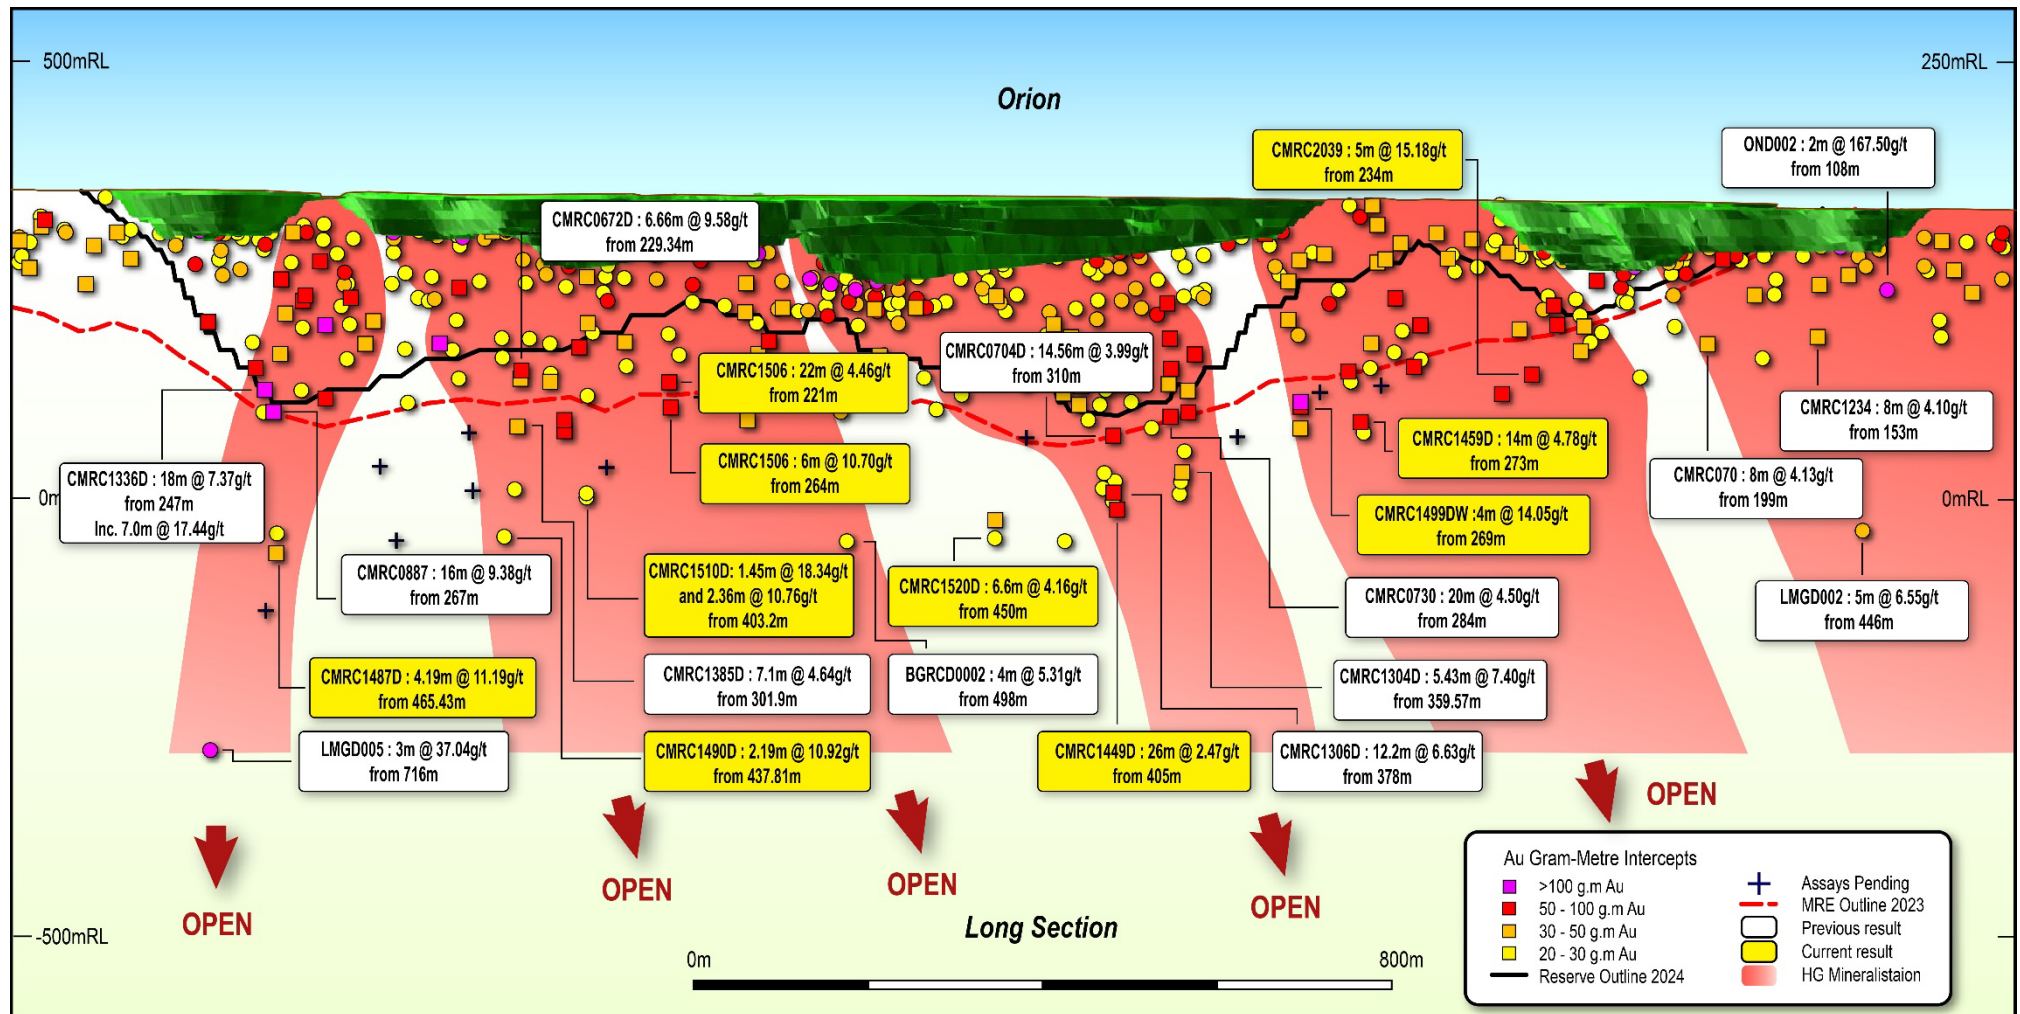 500mRL
250mRL
Orion
CMRC2039 : 5m @ 15.18g/t
from 234m
OND002 : 2m @ 167.50g/t
from 108m
CMRC0672D : 6.66m @ 9.58g/t
from 229.34m
CMRC0704D : 14.56m @ 3.99g/t
from 310m
CMRC1506 : 22m @ 4.46g/t
from 221m
CMRC1234 : 8m @ 4.10g/t
from 153m
CMRC1459D : 14m @ 4.78g/t
from 273m
CMRC1506 : 6m @ 10.70g/t
from 264m
CMRC070 : 8m @ 4.13g/t
from 199m
CMRC1336D : 18m @ 7.37g/t
from 247m
Inc. 7.0m @ 17.44g/t
0m
0mRL
CMRC1499DW :4m @ 14.05g/t
from 269m
CMRC0887 : 16m @ 9.38g/t
from 267m
CMRC1510D: 1.45m @ 18.34g/t
and 2.36m @ 10.76g/t
from 403.2m
CMRC1520D : 6.6m @ 4.16g/t
from 450m
CMRC0730 : 20m @ 4.50g/t
from 284m
LMGD002 : 5m @ 6.55g/t
from 446m
CMRC1487D : 4.19m @ 11.19g/t
from 465.43m
CMRC1385D : 7.1m @ 4.64g/t
from 301.9m
BGRCD0002 : 4m @ 5.31g/t
from 498m
CMRC1304D : 5.43m @ 7.40g/t
from 359.57m
LMGD005 : 3m @ 37.04g/t
from 716m
CMRC1490D : 2.19m @ 10.92g/t
from 437.81m
CMRC1449D : 26m @ 2.47g/t
from 405m
CMRC1306D : 12.2m @ 6.63g/t
from 378m
OPEN
OPEN
OPEN
OPEN
OPEN
-500mRL
Long Section
0m
800m
Au Gram-Metre Intercepts
>100 g.m Au
50 - 100 g.m Au
30 - 50 g.m Au
20 - 30 g.m Au
Reserve Outline 2024
Assays Pending
MRE Outline 2023
Previous result
Current result
HG Mineralistaion